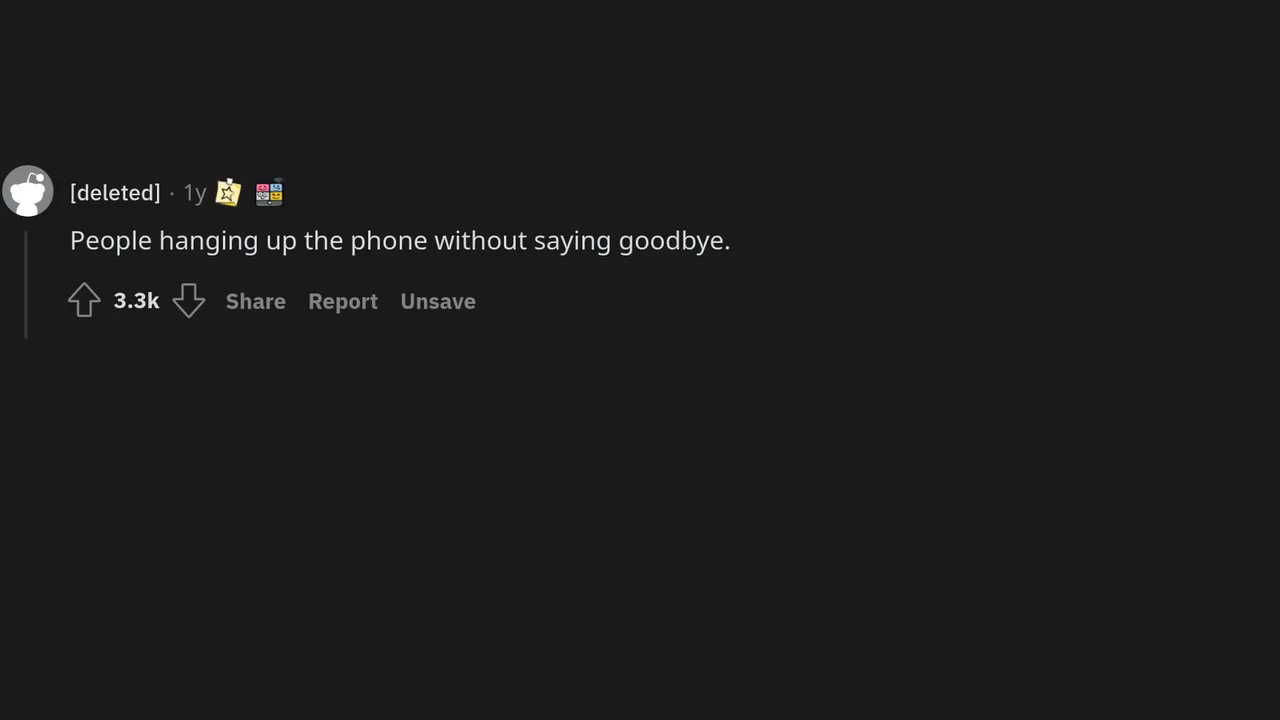 [deleted] · 1y
People hanging up the phone without saying goodbye.
3.3k Share Report Unsave